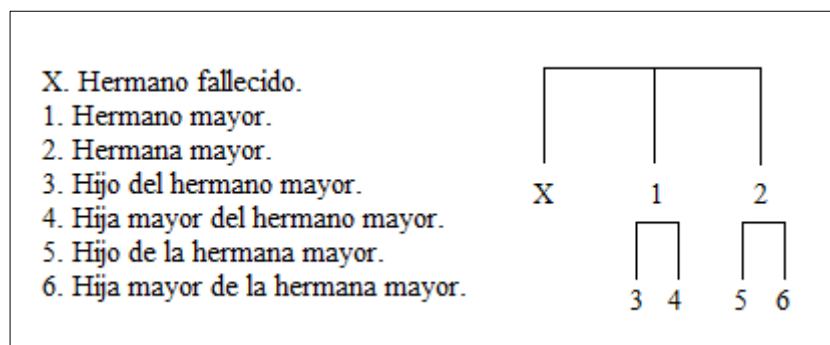 X. Hermano fallecido.
1. Hermano mayor.
2. Hermana mayor.
3. Hijo del hermano mayor.
4. Hija mayor del hermano mayor.
5. Hijo de la hermana mayor.
6. Hija mayor de la hermana mayor.
X 1 2
3 4 5 6